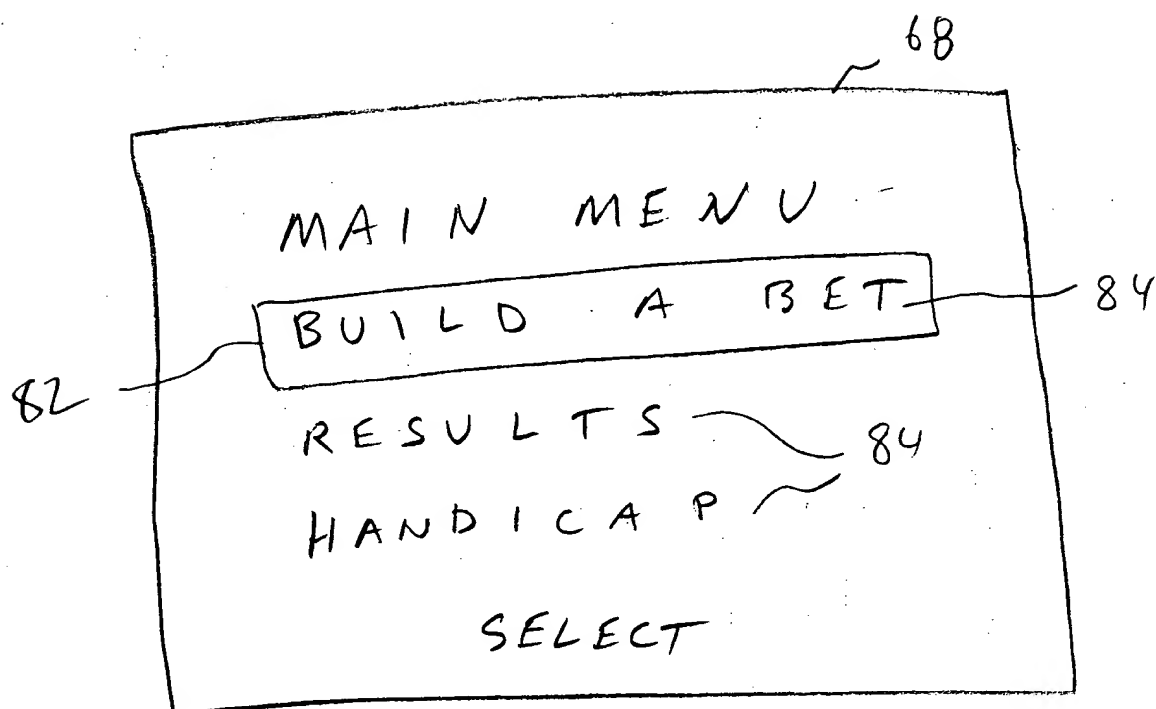 68
MAIN MENU
BUILD A BET 84
82
RESULTS
84
HANDICAP
SELECT